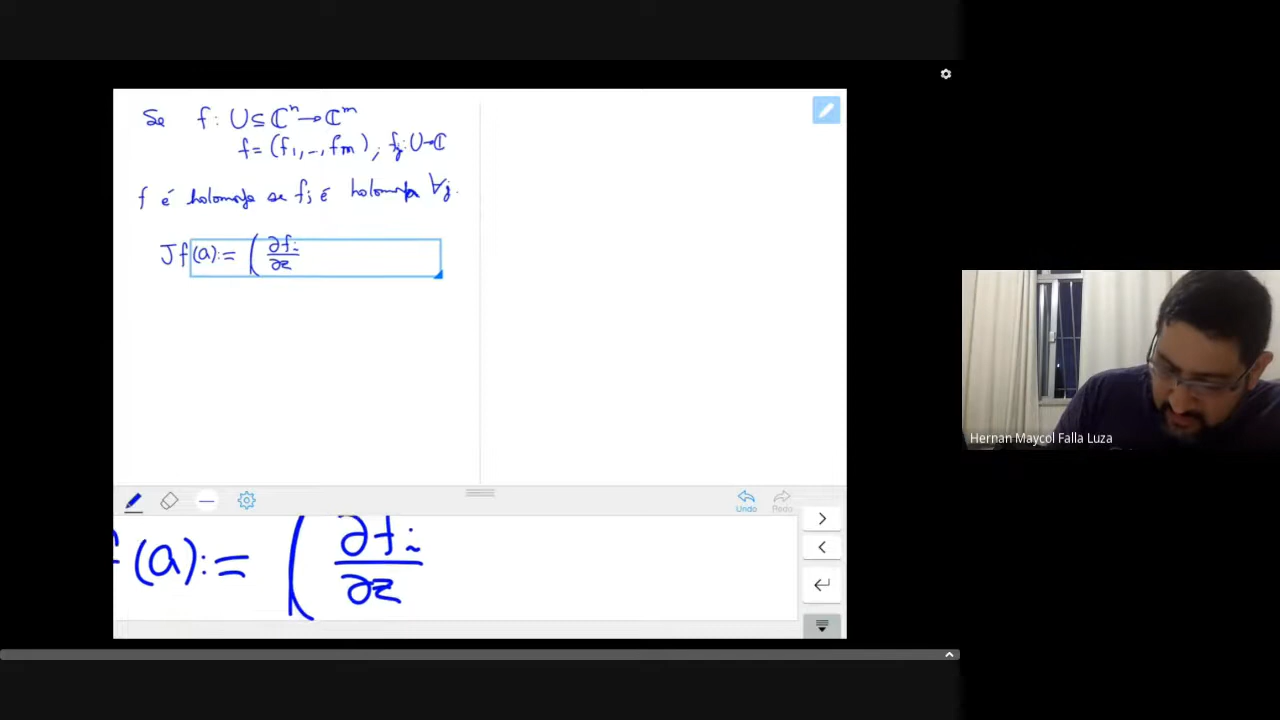 Se f: U ⊆ ℂⁿ → ℂᵐ
f = (f₁, ..., fₘ), fⱼ: U → ℂ
f é holomorfa se fⱼ é holomorfa ∀j.
Jf(a) := ( ∂fᵢ/∂z
Undo Redo
f(a) := ( ∂fᵢ/∂z
Hernan Maycol Falla Luza